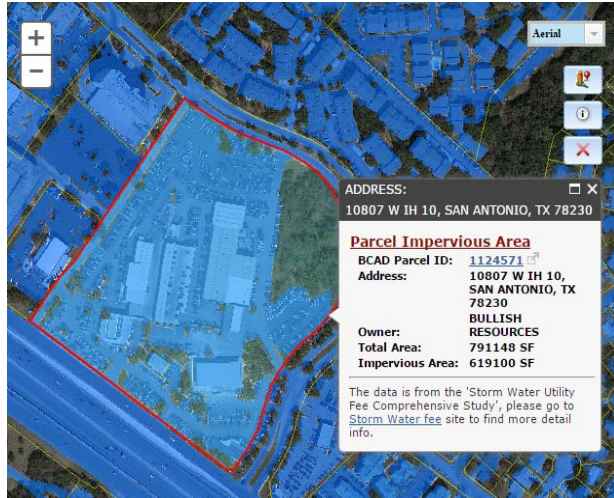 +
Aerial
−
ADDRESS:
10807 W IH 10, SAN ANTONIO, TX 78230
Parcel Impervious Area
BCAD Parcel ID: 1124571
Address: 10807 W IH 10,
SAN ANTONIO, TX
78230
BULLISH
Owner: RESOURCES
Total Area: 791148 SF
Impervious Area: 619100 SF
The data is from the 'Storm Water Utility
Fee Comprehensive Study', please go to
Storm Water fee site to find more detail
info.